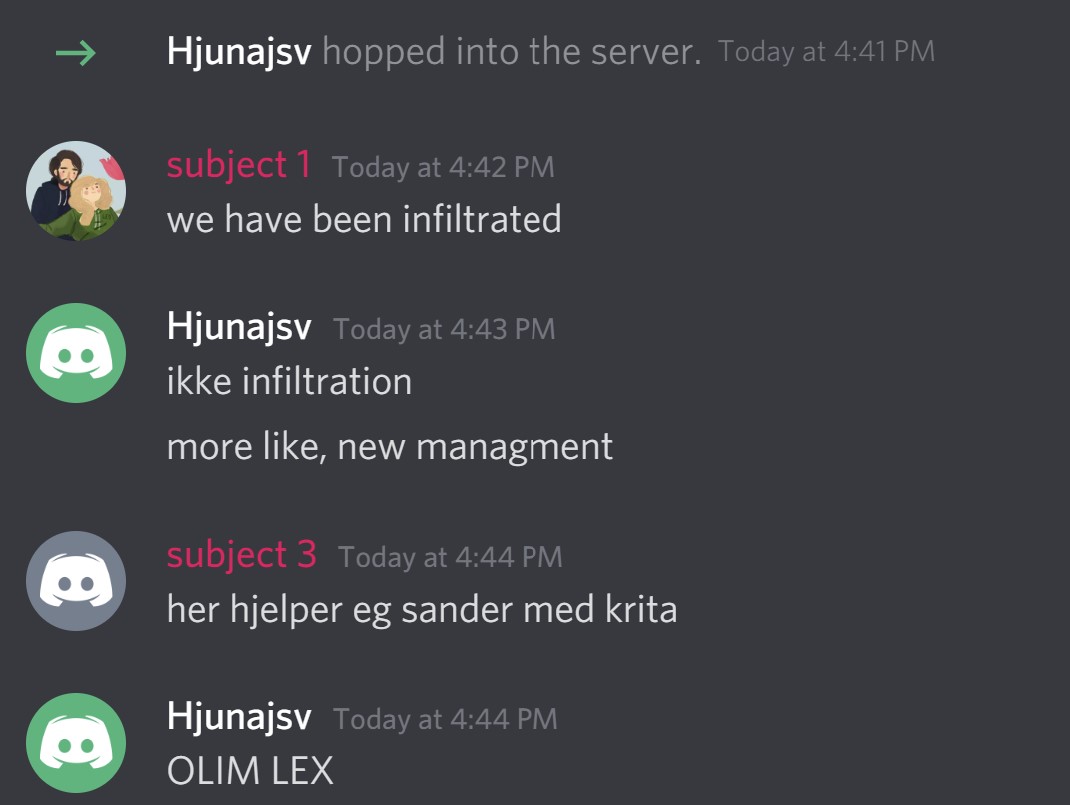 Hjunajsv hopped into the server. Today at 4:41 PM
subject 1 Today at 4:42 PM
we have been infiltrated
Hjunajsv Today at 4:43 PM
ikke infiltration
more like, new managment
subject 3 Today at 4:44 PM
her hjelper eg sander med krita
Hjunajsv Today at 4:44 PM
OLIM LEX